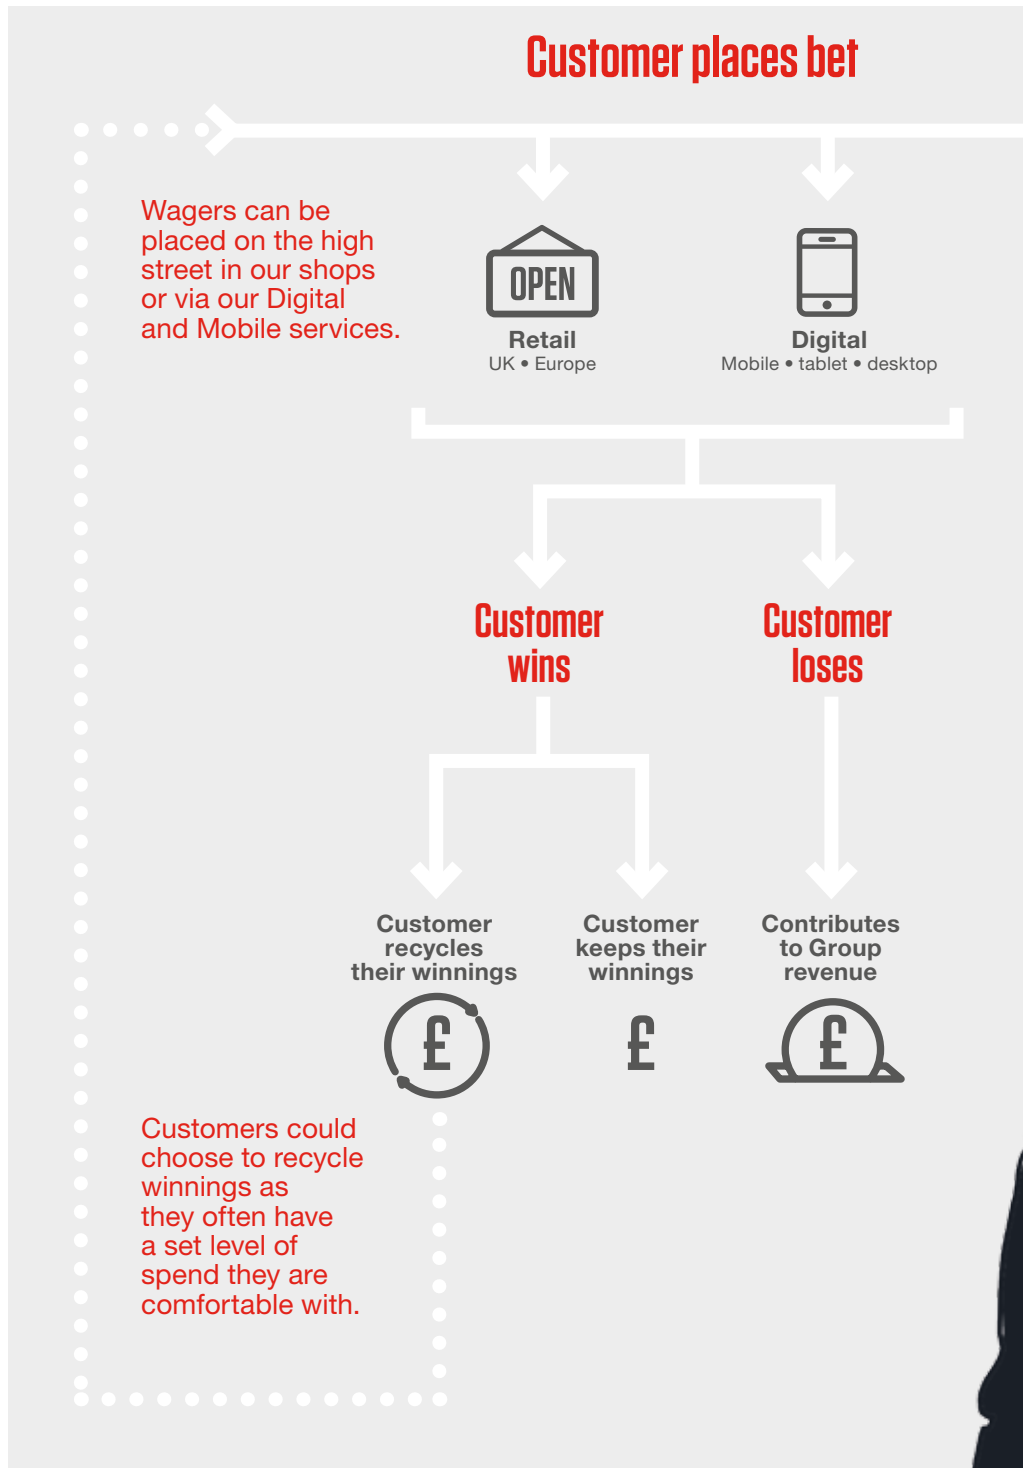 Customer places bet
Wagers can be
placed on the high
street in our shops
or via our Digital
and Mobile services.
OPEN
Retail
UK • Europe
Digital
Mobile • tablet • desktop
Customer
wins
Customer
loses
Customer
recycles
their winnings
£
Customer
keeps their
winnings
£
Contributes
to Group
revenue
£
Customers could
choose to recycle
winnings as
they often have
a set level of
spend they are
comfortable with.